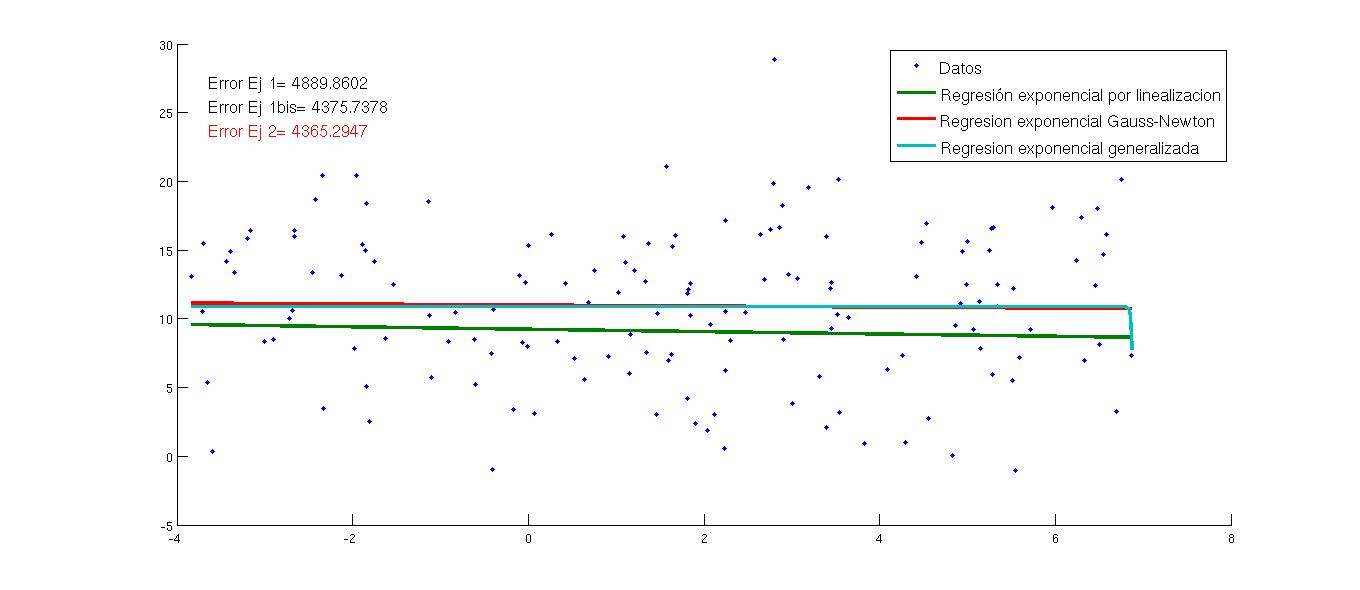 30
25
20
15
10
5
0
-5
-4
-2
0
2
4
6
8
Error Ej 1= 4889.8602
Error Ej 1bis= 4375.7378
Error Ej 2= 4365.2947
Datos
Regresión exponencial por linealizacion
Regresion exponencial Gauss-Newton
Regresion exponencial generalizada